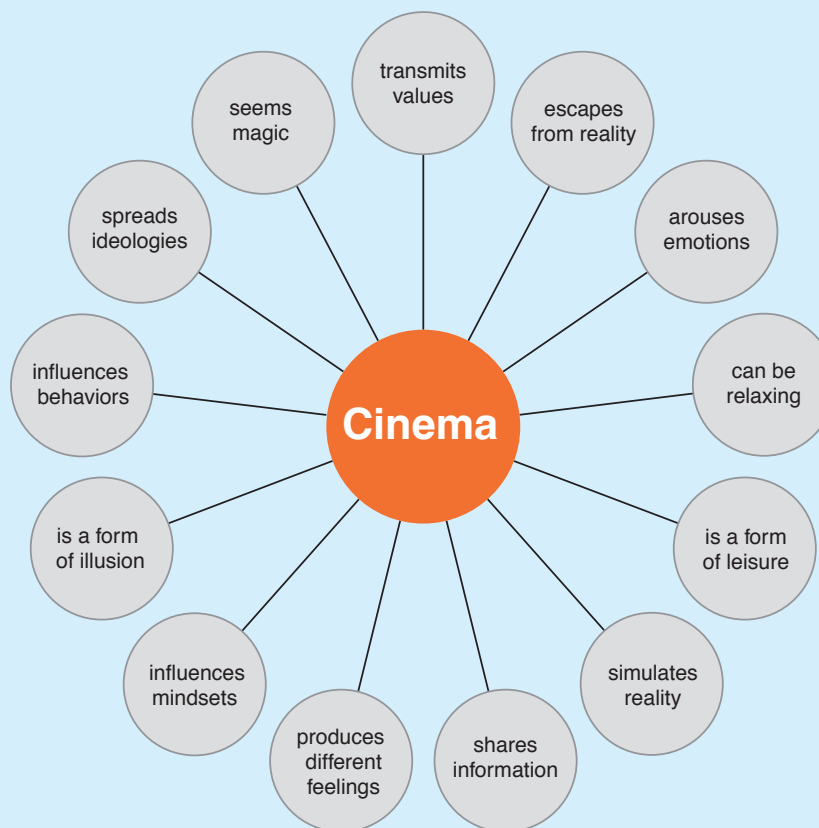 transmits
values
escapes
from reality
arouses
emotions
can be
relaxing
is a form
of leisure
simulates
reality
shares
information
produces
different
feelings
influences
mindsets
is a form
of illusion
influences
behaviors
spreads
ideologies
seems
magic
Cinema